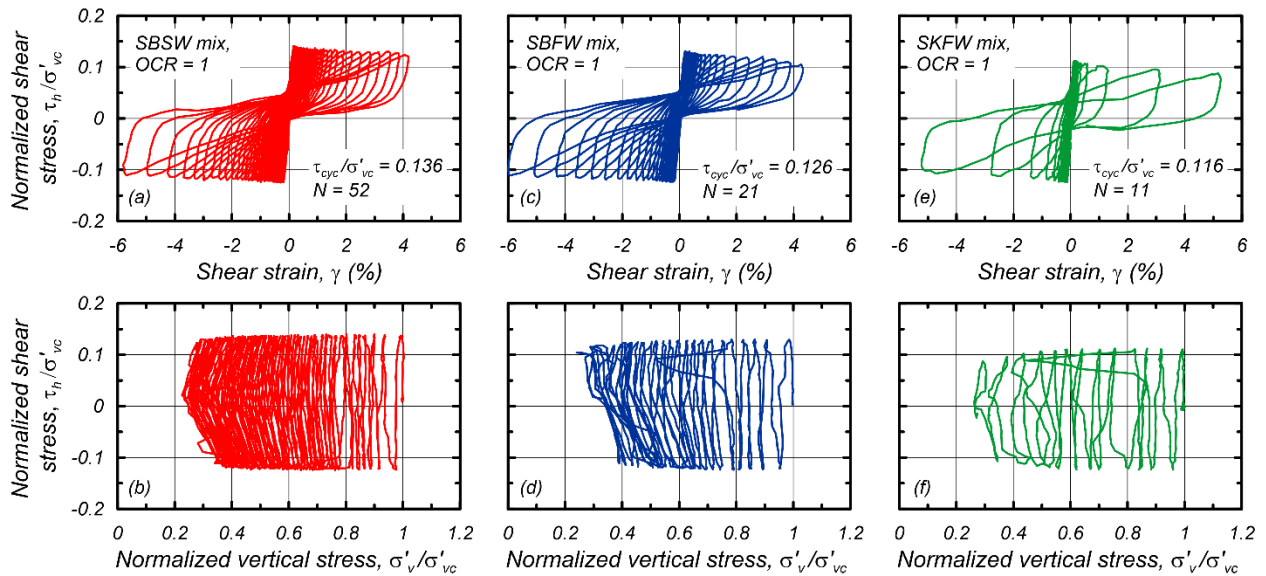 Normalized shear
stress, τh/σ'vc
0.2
0.1
0
-0.1
-0.2
SBSW mix,
OCR = 1
τcyc/σ'vc = 0.136
N = 52
(a)
-6 -4 -2 0 2 4 6
Shear strain, γ (%)
SBFW mix,
OCR = 1
τcyc/σ'vc = 0.126
N = 21
(c)
-6 -4 -2 0 2 4 6
Shear strain, γ (%)
SKFW mix,
OCR = 1
τcyc/σ'vc = 0.116
N = 11
(e)
-6 -4 -2 0 2 4 6
Shear strain, γ (%)
Normalized shear
stress, τh/σ'vc
0.2
0.1
0
-0.1
-0.2
(b)
0 0.2 0.4 0.6 0.8 1 1.2
Normalized vertical stress, σ'v/σ'vc
(d)
0 0.2 0.4 0.6 0.8 1 1.2
Normalized vertical stress, σ'v/σ'vc
(f)
0 0.2 0.4 0.6 0.8 1 1.2
Normalized vertical stress, σ'v/σ'vc